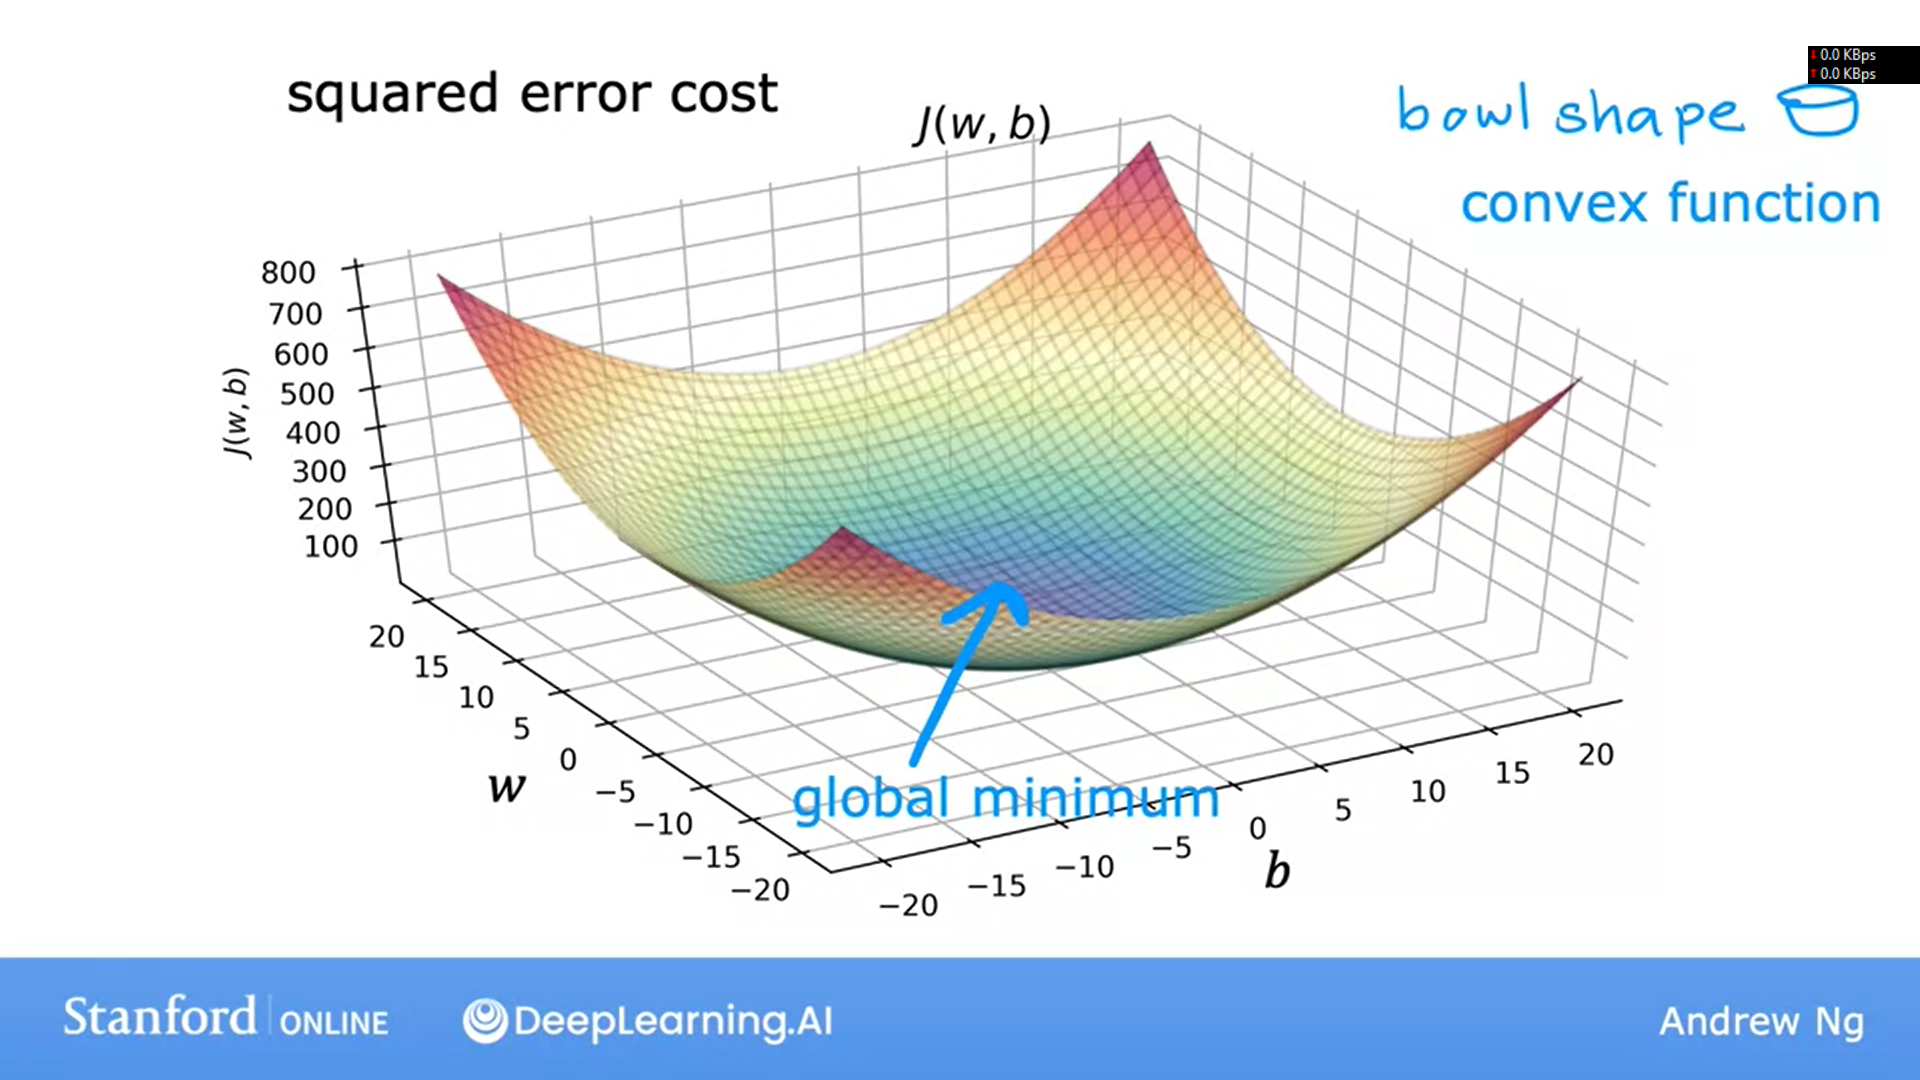 0.0 KBps
0.0 KBps
squared error cost
J(w, b)
bowl shape
convex function
800
700
600
500
400
300
200
100
J(w, b)
20
15
10
5
0
−5
−10
−15
−20
w
global minimum
−20
−15
−10
−5
0
5
10
15
20
b
Stanford ONLINE
DeepLearning.AI
Andrew Ng